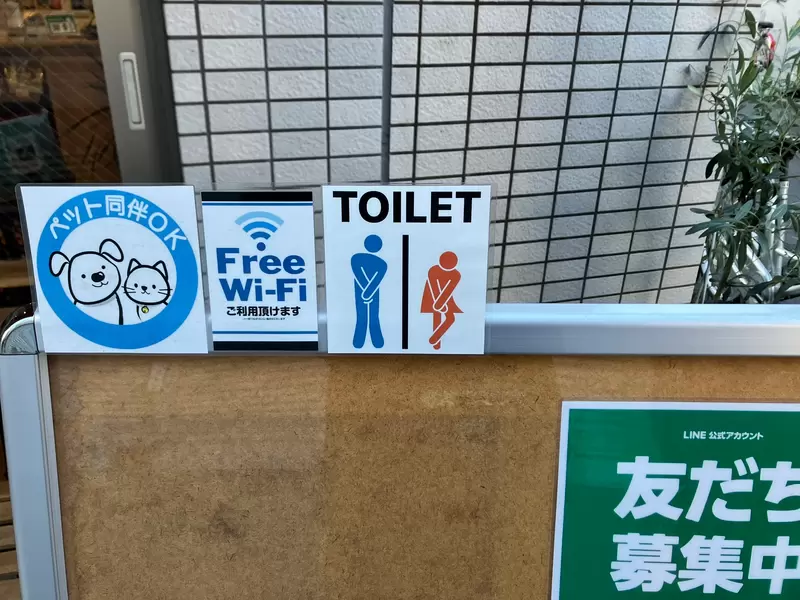 ペット同伴OK
Free
Wi-Fi
ご利用頂けます
TOILET
LINE 公式アカウント
友だち
募集中